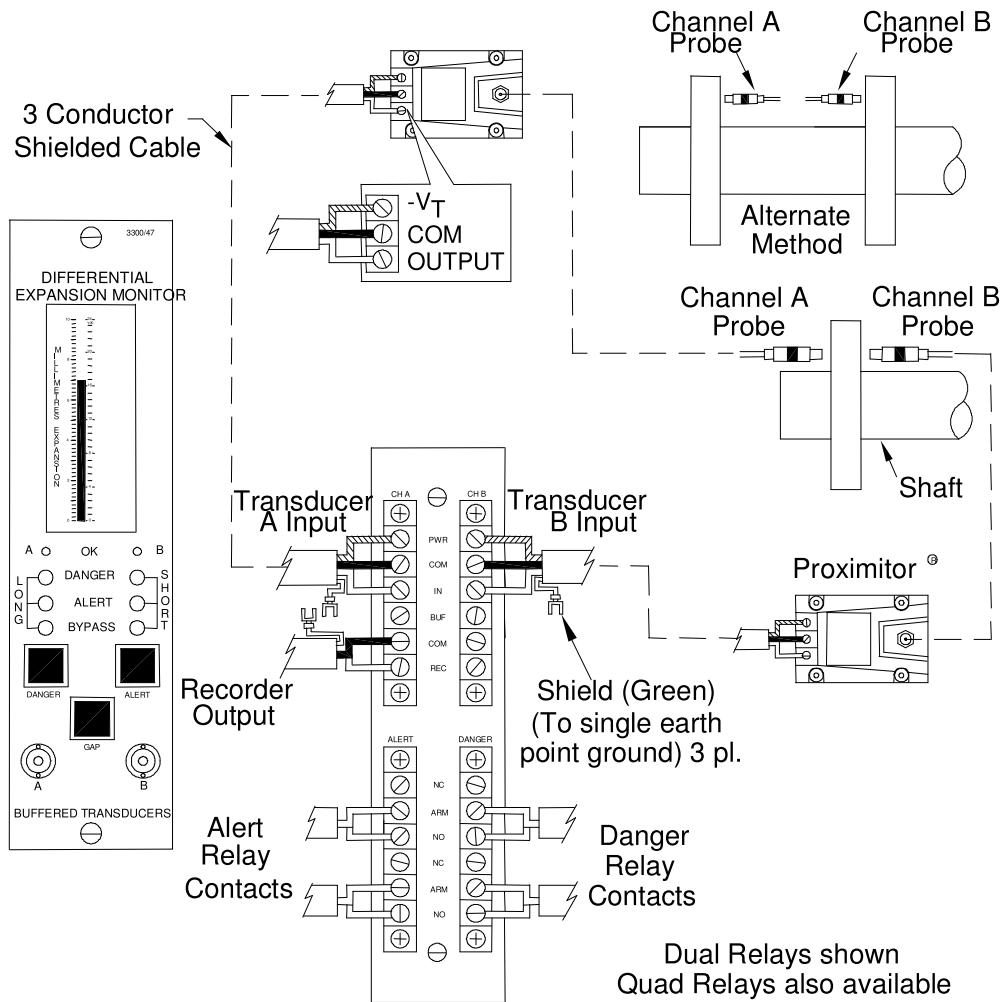 Channel A
Probe
Channel B
Probe
3 Conductor
Shielded Cable
-VT
COM
OUTPUT
Alternate
Method
3300/47
DIFFERENTIAL
EXPANSION MONITOR
MILLIMETRES EXPANSION
Channel A
Probe
Channel B
Probe
Shaft
Transducer
A Input
CH A
CH B
Transducer
B Input
PWR
COM
IN
BUF
COM
REC
A
OK
B
LONG
DANGER
ALERT
BYPASS
SHORT
DANGER
ALERT
GAP
A
B
BUFFERED TRANSDUCERS
Proximitor ®
Recorder
Output
Shield (Green)
(To single earth
point ground) 3 pl.
ALERT
DANGER
NC
ARM
NO
NC
ARM
NO
Alert
Relay
Contacts
Danger
Relay
Contacts
Dual Relays shown
Quad Relays also available